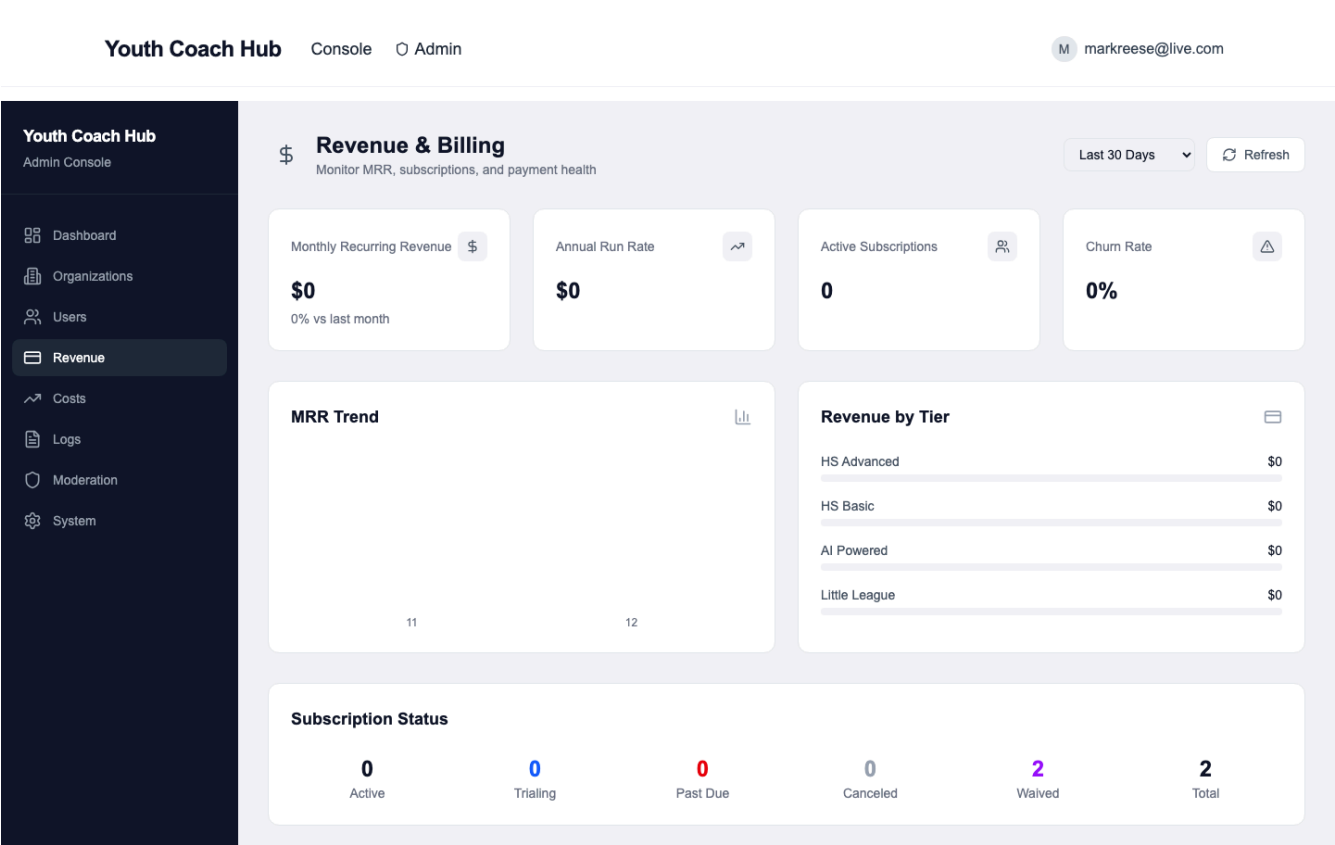 Youth Coach Hub Console Admin M markreese@live.com
Youth Coach Hub
Admin Console
Dashboard
Organizations
Users
Revenue
Costs
Logs
Moderation
System
$ Revenue & Billing
Monitor MRR, subscriptions, and payment health
Last 30 Days Refresh
Monthly Recurring Revenue $
$0
0% vs last month
Annual Run Rate
$0
Active Subscriptions
0
Churn Rate
0%
MRR Trend
11 12
Revenue by Tier
HS Advanced $0
HS Basic $0
AI Powered $0
Little League $0
Subscription Status
0 0 0 0 2 2
Active Trialing Past Due Canceled Waived Total